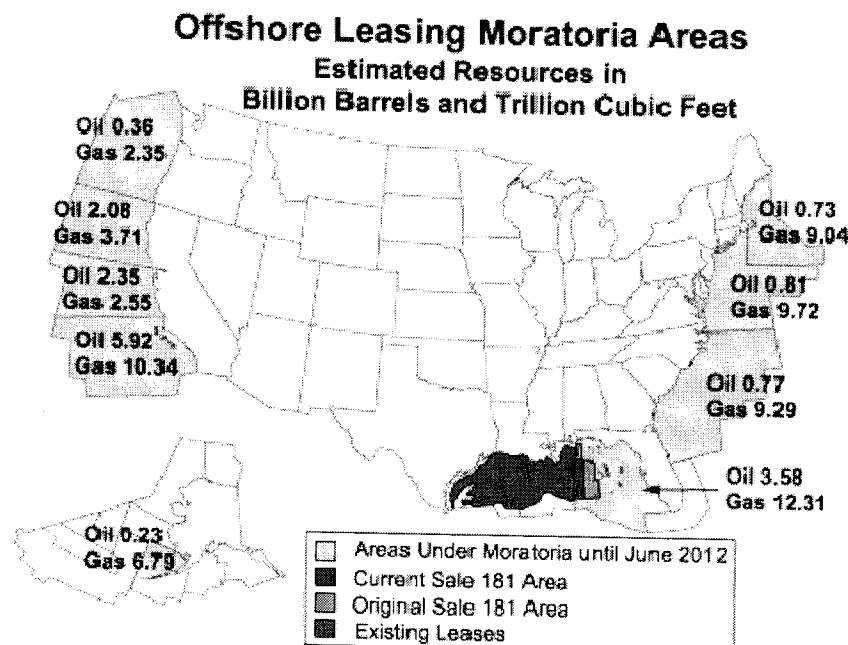 Offshore Leasing Moratoria Areas
Estimated Resources in
Billion Barrels and Trillion Cubic Feet
Oil 0.36
Gas 2.35
Oil 2.08
Gas 3.71
Oil 2.35
Gas 2.55
Oil 5.92
Gas 10.34
Oil 0.73
Gas 9.04
Oil 0.81
Gas 9.72
Oil 0.77
Gas 9.29
Oil 3.58
Gas 12.31
Oil 0.23
Gas 6.79
Areas Under Moratoria until June 2012
Current Sale 181 Area
Original Sale 181 Area
Existing Leases